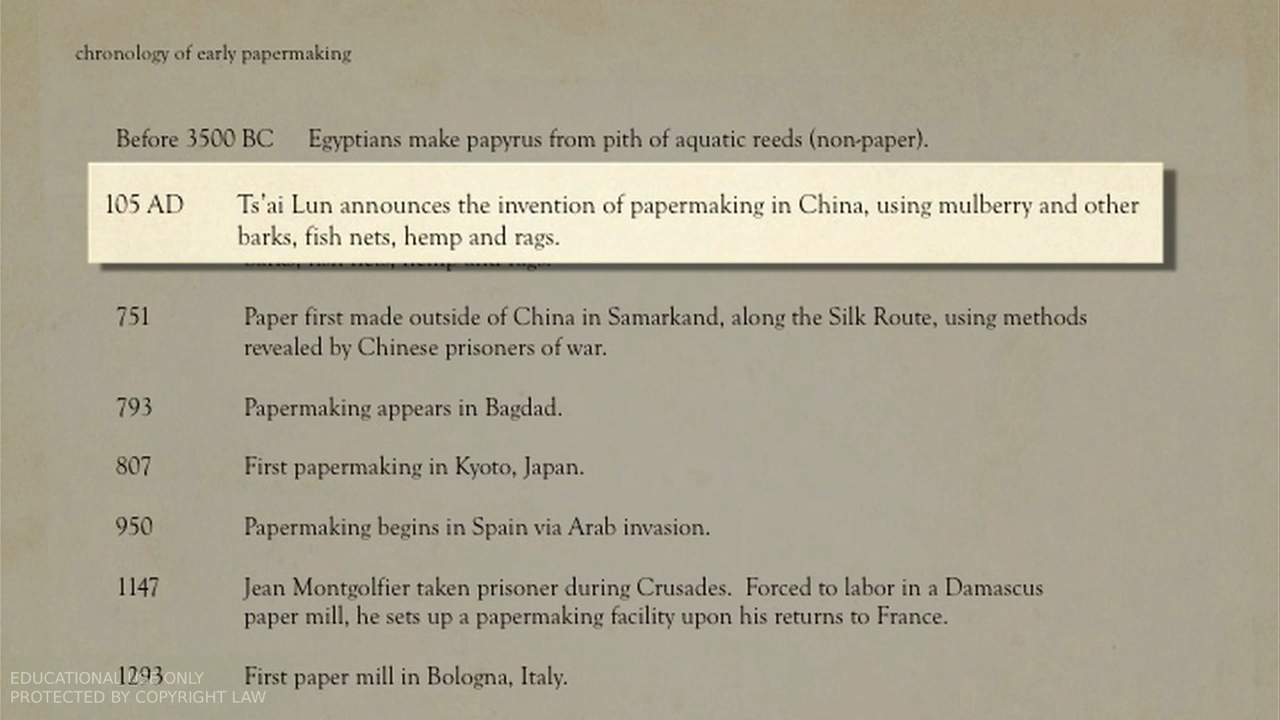 chronology of early papermaking
Before 3500 BC Egyptians make papyrus from pith of aquatic reeds (non-paper).
105 AD Ts'ai Lun announces the invention of papermaking in China, using mulberry and other
barks, fish nets, hemp and rags.
barks, fish nets, hemp and rags.
751 Paper first made outside of China in Samarkand, along the Silk Route, using methods
revealed by Chinese prisoners of war.
793 Papermaking appears in Bagdad.
807 First papermaking in Kyoto, Japan.
950 Papermaking begins in Spain via Arab invasion.
1147 Jean Montgolfier taken prisoner during Crusades. Forced to labor in a Damascus
paper mill, he sets up a papermaking facility upon his returns to France.
1293 First paper mill in Bologna, Italy.
EDUCATIONAL USE ONLY
PROTECTED BY COPYRIGHT LAW